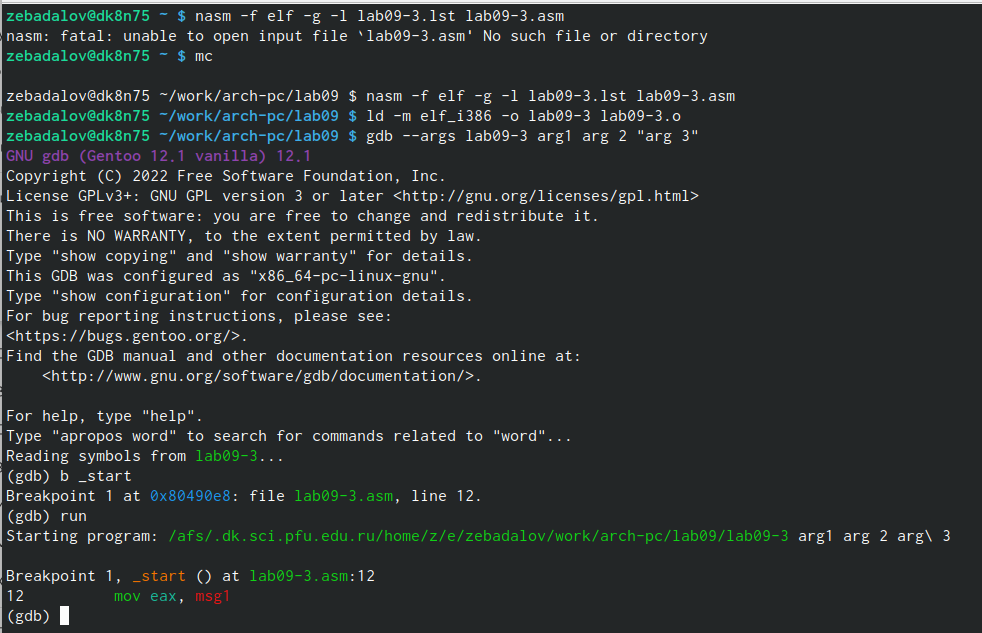 zebadalov@dk8n75 ~ $ nasm -f elf -g -l lab09-3.lst lab09-3.asm
nasm: fatal: unable to open input file `lab09-3.asm' No such file or directory
zebadalov@dk8n75 ~ $ mc
zebadalov@dk8n75 ~/work/arch-pc/lab09 $ nasm -f elf -g -l lab09-3.lst lab09-3.asm
zebadalov@dk8n75 ~/work/arch-pc/lab09 $ ld -m elf_i386 -o lab09-3 lab09-3.o
zebadalov@dk8n75 ~/work/arch-pc/lab09 $ gdb --args lab09-3 arg1 arg 2 "arg 3"
GNU gdb (Gentoo 12.1 vanilla) 12.1
Copyright (C) 2022 Free Software Foundation, Inc.
License GPLv3+: GNU GPL version 3 or later <http://gnu.org/licenses/gpl.html>
This is free software: you are free to change and redistribute it.
There is NO WARRANTY, to the extent permitted by law.
Type "show copying" and "show warranty" for details.
This GDB was configured as "x86_64-pc-linux-gnu".
Type "show configuration" for configuration details.
For bug reporting instructions, please see:
<https://bugs.gentoo.org/>.
Find the GDB manual and other documentation resources online at:
    <http://www.gnu.org/software/gdb/documentation/>.
For help, type "help".
Type "apropos word" to search for commands related to "word"...
Reading symbols from lab09-3...
(gdb) b _start
Breakpoint 1 at 0x80490e8: file lab09-3.asm, line 12.
(gdb) run
Starting program: /afs/.dk.sci.pfu.edu.ru/home/z/e/zebadalov/work/arch-pc/lab09/lab09-3 arg1 arg 2 arg\ 3
Breakpoint 1, _start () at lab09-3.asm:12
12          mov eax, msg1
(gdb)